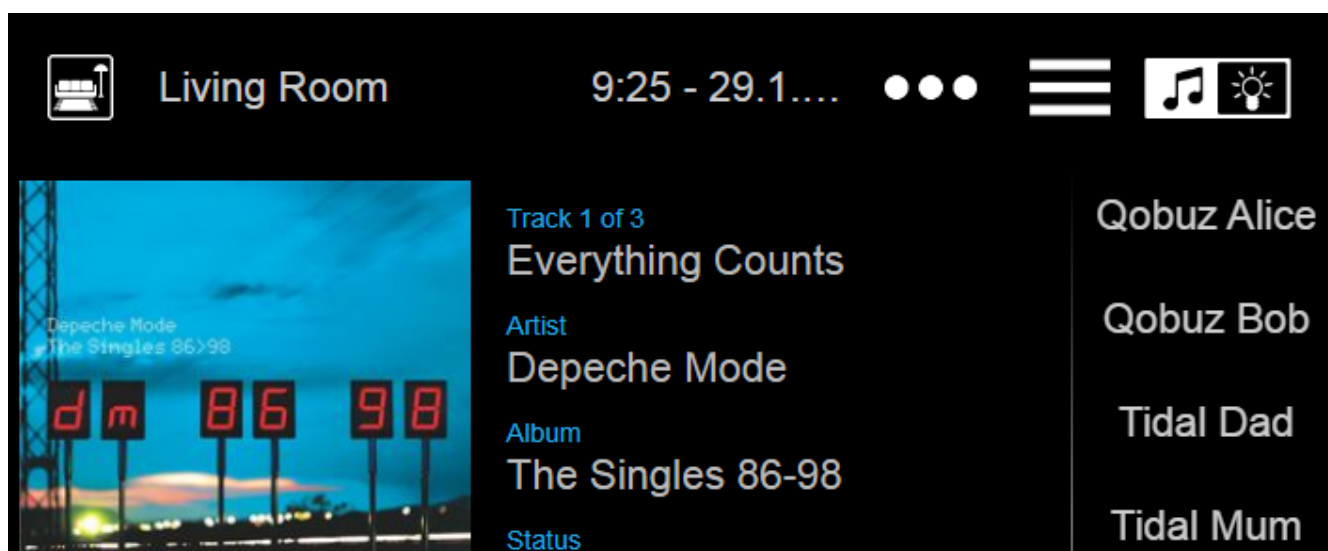 Living Room
9:25 - 29.1....
Depeche Mode
The Singles 86>98
dm 86 98
Track 1 of 3
Everything Counts
Artist
Depeche Mode
Album
The Singles 86-98
Status
Qobuz Alice
Qobuz Bob
Tidal Dad
Tidal Mum